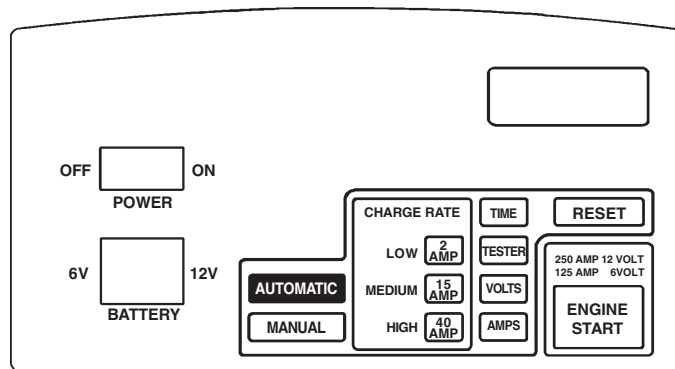 OFF ON
POWER
6V 12V
BATTERY
AUTOMATIC
MANUAL
CHARGE RATE
LOW 2 AMP
MEDIUM 15 AMP
HIGH 40 AMP
TIME
TESTER
VOLTS
AMPS
RESET
250 AMP 12 VOLT
125 AMP 6VOLT
ENGINE
START